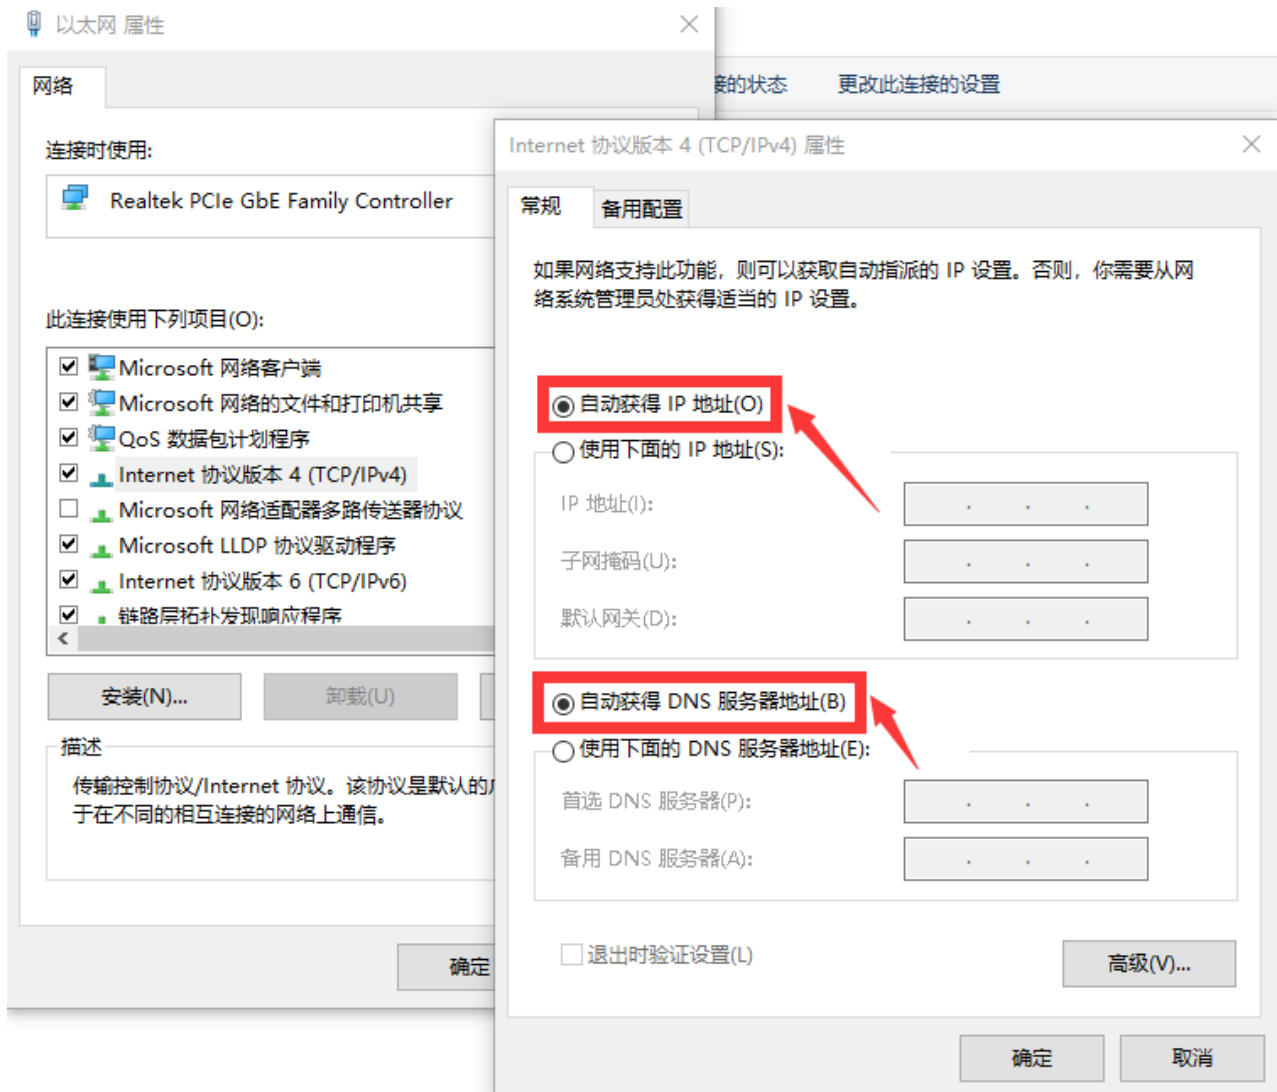 以太网 属性
网络
接的状态
更改此连接的设置
连接时使用:
Realtek PCIe GbE Family Controller
此连接使用下列项目(O):
Microsoft 网络客户端
Microsoft 网络的文件和打印机共享
QoS 数据包计划程序
Internet 协议版本 4 (TCP/IPv4)
Microsoft 网络适配器多路传送器协议
Microsoft LLDP 协议驱动程序
Internet 协议版本 6 (TCP/IPv6)
链路层拓扑发现响应程序
安装(N)...
卸载(U)
描述
传输控制协议/Internet 协议。该协议是默认的
于在不同的相互连接的网络上通信。
确定
Internet 协议版本 4 (TCP/IPv4) 属性
常规
备用配置
如果网络支持此功能，则可以获取自动指派的 IP 设置。否则，你需要从网
络系统管理员处获得适当的 IP 设置。
自动获得 IP 地址(O)
使用下面的 IP 地址(S):
IP 地址(I):
子网掩码(U):
默认网关(D):
自动获得 DNS 服务器地址(B)
使用下面的 DNS 服务器地址(E):
首选 DNS 服务器(P):
备用 DNS 服务器(A):
退出时验证设置(L)
高级(V)...
确定
取消